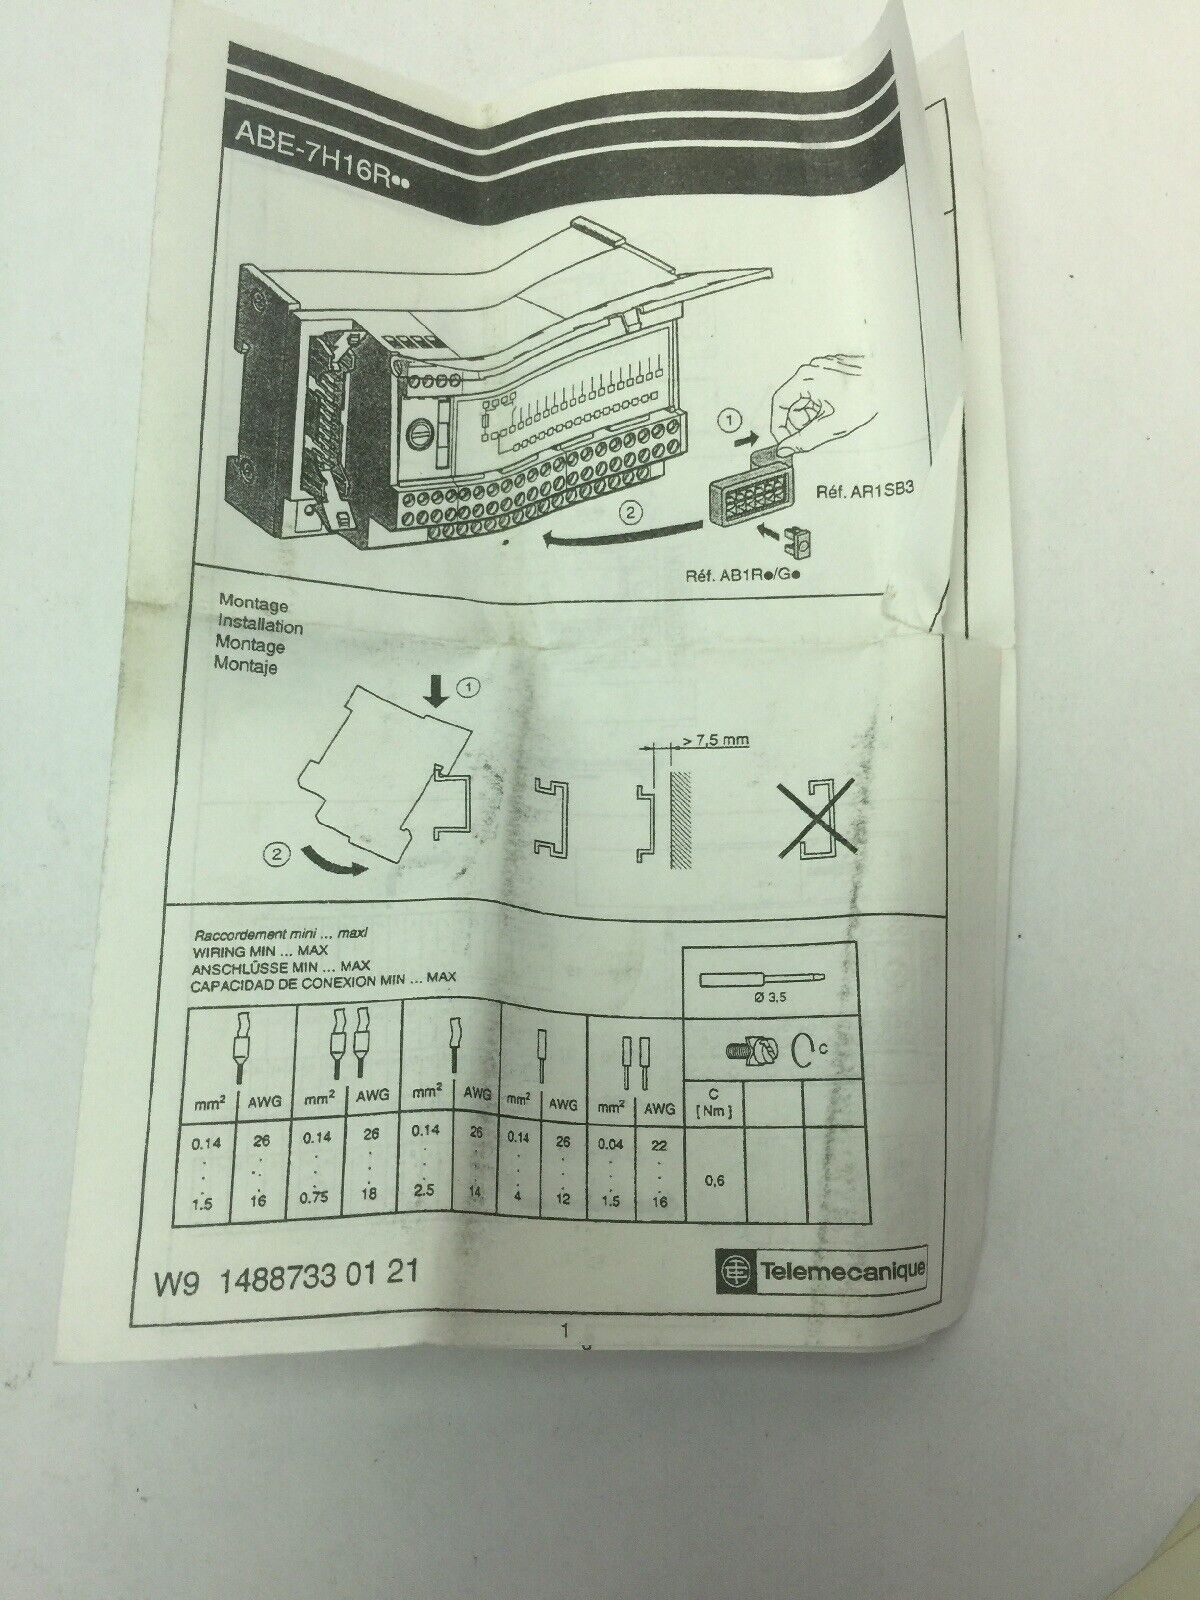 ABE-7H16R••
1
Réf. AR1SB3
2
Réf. AB1R●/G●
Montage
Installation
Montage
Montaje
1
> 7,5 mm
2
Raccordement mini ... maxi
WIRING MIN ... MAX
ANSCHLÜSSE MIN ... MAX
CAPACIDAD DE CONEXION MIN ... MAX
Ø 3,5
C
mm² AWG mm² AWG mm² AWG mm² AWG mm² AWG C
[Nm]
0.14 26 0.14 26 0.14 26 0.14 26 0.04 22
0,6
1.5 16 0.75 18 2.5 14 4 12 1.5 16
W9 1488733 01 21
Telemecanique
1